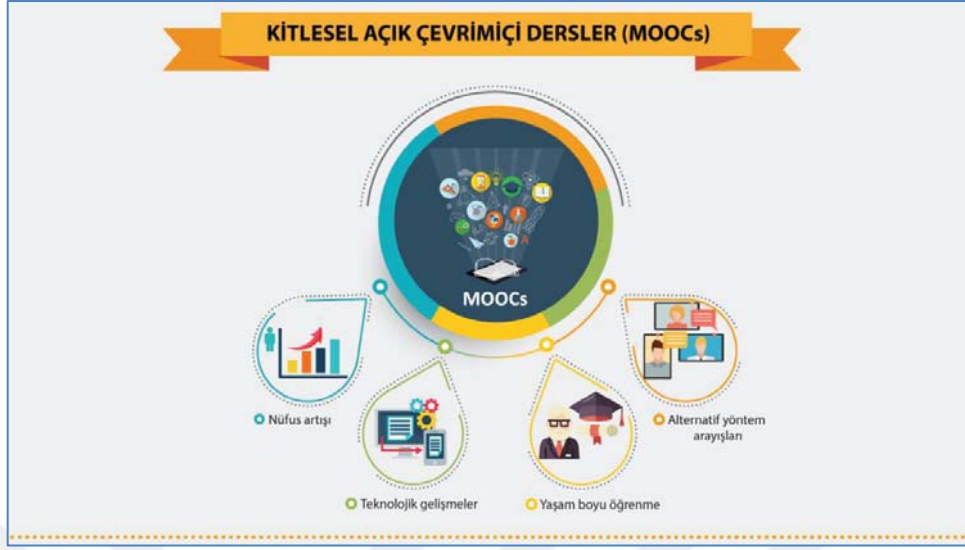 KİTLESEL AÇIK ÇEVRİMİÇİ DERSLER (MOOCs)
MOOCs
Nüfus artışı
Teknolojik gelişmeler
Yaşam boyu öğrenme
Alternatif yöntem
arayışları